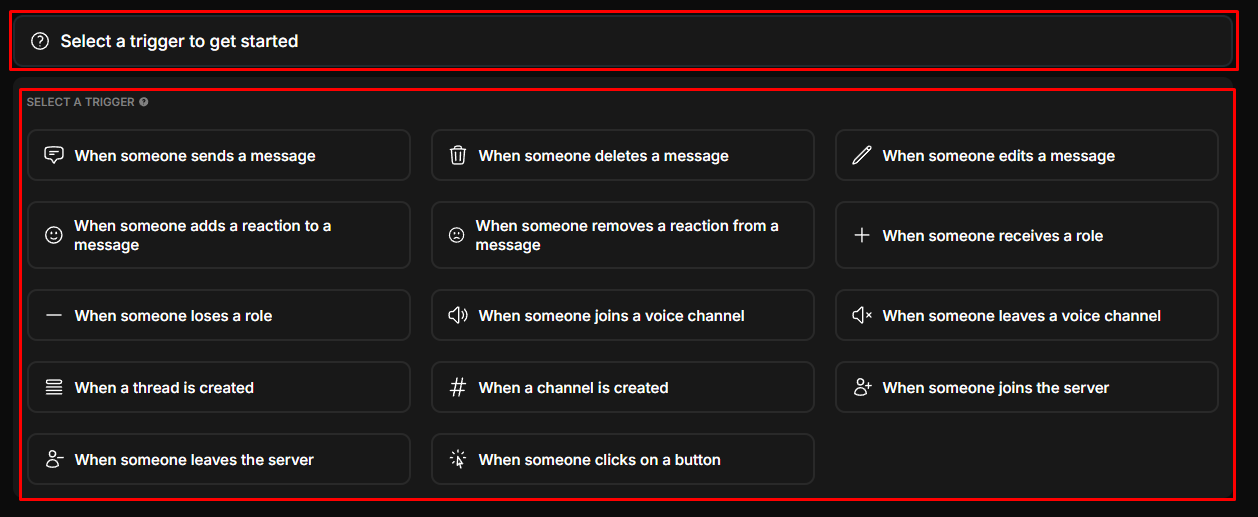 Select a trigger to get started
SELECT A TRIGGER
When someone sends a message
When someone deletes a message
When someone edits a message
When someone adds a reaction to a
message
When someone removes a reaction from a
message
When someone receives a role
When someone loses a role
When someone joins a voice channel
When someone leaves a voice channel
When a thread is created
When a channel is created
When someone joins the server
When someone leaves the server
When someone clicks on a button